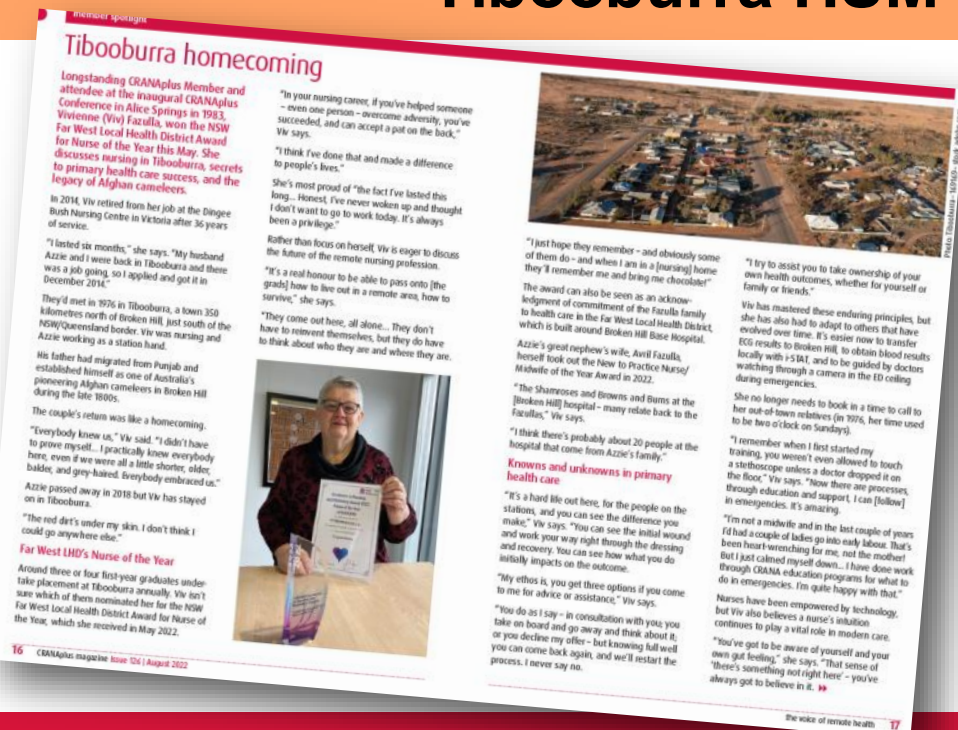 Tibooburra HSM
member spotlight
Tibooburra homecoming
Longstanding CRANAplus Member and
attendee at the inaugural CRANAplus
Conference in Alice Springs in 1983,
Vivienne (Viv) Fazulla, won the NSW
Far West Local Health District Award
for Nurse of the Year this May. She
discusses nursing in Tibooburra, secrets
to primary health care success, and the
legacy of Afghan cameleers.
In 2014, Viv retired from her job at the Dingee
Bush Nursing Centre in Victoria after 36 years
of service.
“I lasted six months,” she says. “My husband
Azzie and I were back in Tibooburra and there
was a job going, so I applied and got it in
December 2014.”
They’d met in 1976 in Tibooburra, a town 350
kilometres north of Broken Hill, just south of the
NSW/Queensland border. Viv was nursing and
Azzie working as a station hand.
His father had migrated from Punjab and
established himself as one of Australia’s
pioneering Afghan cameleers in Broken Hill
during the late 1800s.
The couple’s return was like a homecoming.
“Everybody knew us,” Viv said. “I didn’t have
to prove myself... I practically knew everybody
here, even if we were all a little shorter, older,
balder, and grey-haired. Everybody embraced us.”
Azzie passed away in 2018 but Viv has stayed
on in Tibooburra.
“The red dirt’s under my skin. I don’t think I
could go anywhere else.”
Far West LHD’s Nurse of the Year
Around three or four first-year graduates under-
take placement at Tibooburra annually. Viv isn’t
sure which of them nominated her for the NSW
Far West Local Health District Award for Nurse of
the Year, which she received in May 2022.
“In your nursing career, if you’ve helped someone
– even one person – overcome adversity, you’ve
succeeded, and can accept a pat on the back,”
Viv says.
“I think I’ve done that and made a difference
to people’s lives.”
She’s most proud of “the fact I’ve lasted this
long... Honest, I’ve never woken up and thought
I don’t want to go to work today. It’s always
been a privilege.”
Rather than focus on herself, Viv is eager to discuss
the future of the remote nursing profession.
“It’s a real honour to be able to pass onto [the
grads] how to live out in a remote area, how to
survive,” she says.
“They come out here, all alone... They don’t
have to reinvent themselves, but they do have
to think about who they are and where they are.
“I just hope they remember – and obviously some
of them do – and when I am in a [nursing] home
they’ll remember me and bring me chocolate!”
The award can also be seen as an acknow-
ledgment of commitment of the Fazulla family
to health care in the Far West Local Health District,
which is built around Broken Hill Base Hospital.
Azzie’s great nephew’s wife, Avril Fazulla,
herself took out the New to Practice Nurse/
Midwife of the Year Award in 2022.
“The Shamroses and Browns and Burns at the
[Broken Hill] hospital – many relate back to the
Fazullas,” Viv says.
“I think there’s probably about 20 people at the
hospital that come from Azzie’s family.”
Knowns and unknowns in primary
health care
“It’s a hard life out here, for the people on the
stations, and you can see the difference you
make,” Viv says. “You can see the initial wound
and work your way right through the dressing
and recovery. You can see how what you do
initially impacts on the outcome.
“My ethos is, you get three options if you come
to me for advice or assistance,” Viv says.
“You do as I say – in consultation with you; you
take on board and go away and think about it;
or you decline my offer – but knowing full well
you can come back again, and we’ll restart the
process. I never say no.
“I try to assist you to take ownership of your
own health outcomes, whether for yourself or
family or friends.”
Viv has mastered these enduring principles, but
she has also had to adapt to others that have
evolved over time. It’s easier now to transfer
ECG results to Broken Hill, to obtain blood results
locally with i-STAT, and to be guided by doctors
watching through a camera in the ED ceiling
during emergencies.
She no longer needs to book in a time to call to
her out-of-town relatives (in 1976, her time used
to be two o’clock on Sundays).
“I remember when I first started my
training, you weren’t even allowed to touch
a stethoscope unless a doctor dropped it on
the floor,” Viv says. “Now there are processes,
through education and support, I can [follow]
in emergencies. It’s amazing.
“I’m not a midwife and in the last couple of years
I’d had a couple of ladies go into early labour. That’s
been heart-wrenching for me, not the mother!
But I just calmed myself down... I have done work
through CRANA education programs for what to
do in emergencies. I’m quite happy with that.”
Nurses have been empowered by technology,
but Viv also believes a nurse’s intuition
continues to play a vital role in modern care.
“You’ve got to be aware of yourself and your
own gut feeling,” she says. “That sense of
‘there’s something not right here’ – you’ve
always got to believe in it.
16 CRANAplus magazine issue 126 | August 2022
the voice of remote health 17